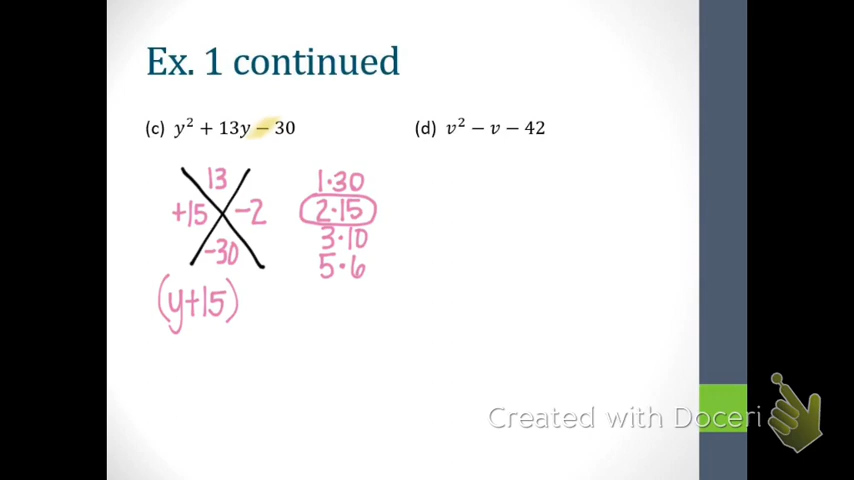 Ex. 1 continued
(c) y² + 13y − 30
(d) v² − v − 42
13
+15 -2
-30
1·30
2·15
3·10
5·6
(y+15)
Created with Doceri